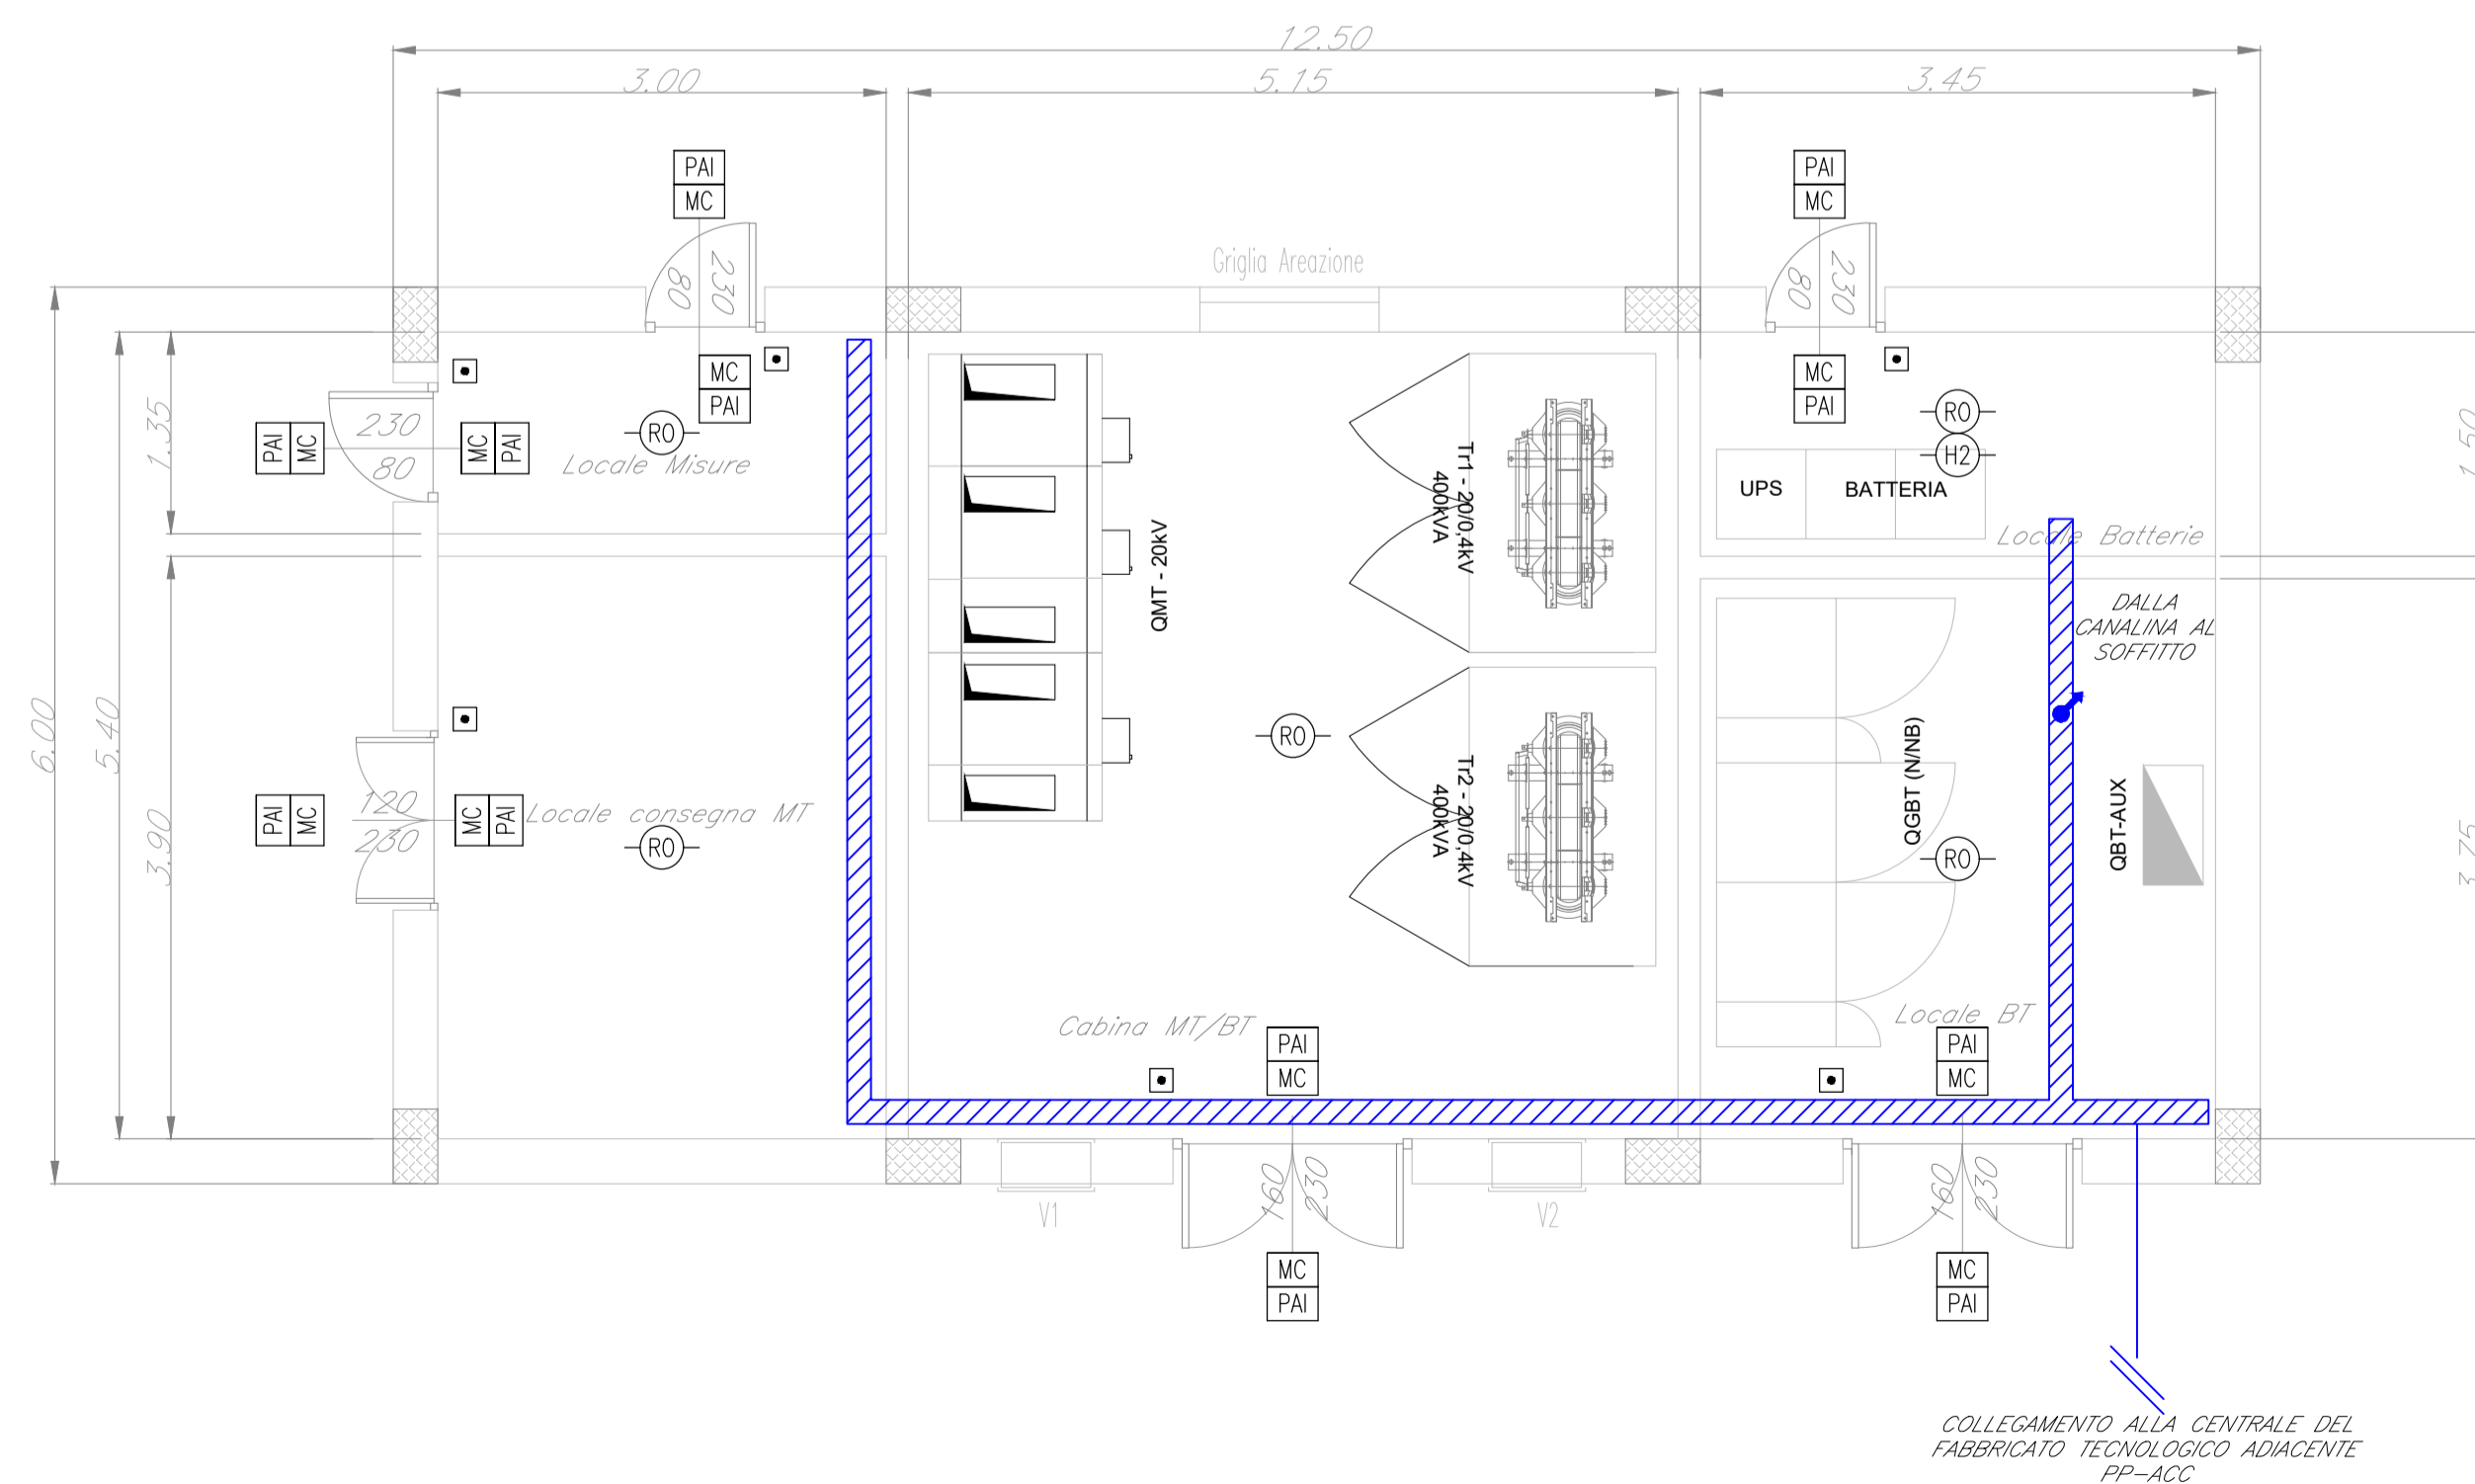 12.50
3.00
5.15
3.45
PAI
MC
PAI
MC
230
80
230
80
Griglia Areazione
MC
PAI
MC
PAI
1.35
PAI
MC
230
80
MC
PAI
RO
Locale Misure
RO
H2
UPS
BATTERIA
Tr1 - 20/0,4kV
400kVA
QMT - 20kV
Locale Batterie
1.50
DALLA
CANALINA AL
SOFFITTO
6.00
5.40
3.90
RO
PAI
MC
120
230
MC
PAI
Locale consegna MT
RO
Tr2 - 20/0,4kV
400kVA
QGBT (N/NB)
RO
QBT-AUX
3.75
Cabina MT/BT
PAI
MC
Locale BT
PAI
MC
V1
160
230
V2
160
230
MC
PAI
MC
PAI
COLLEGAMENTO ALLA CENTRALE DEL
FABBRICATO TECNOLOGICO ADIACENTE
PP-ACC